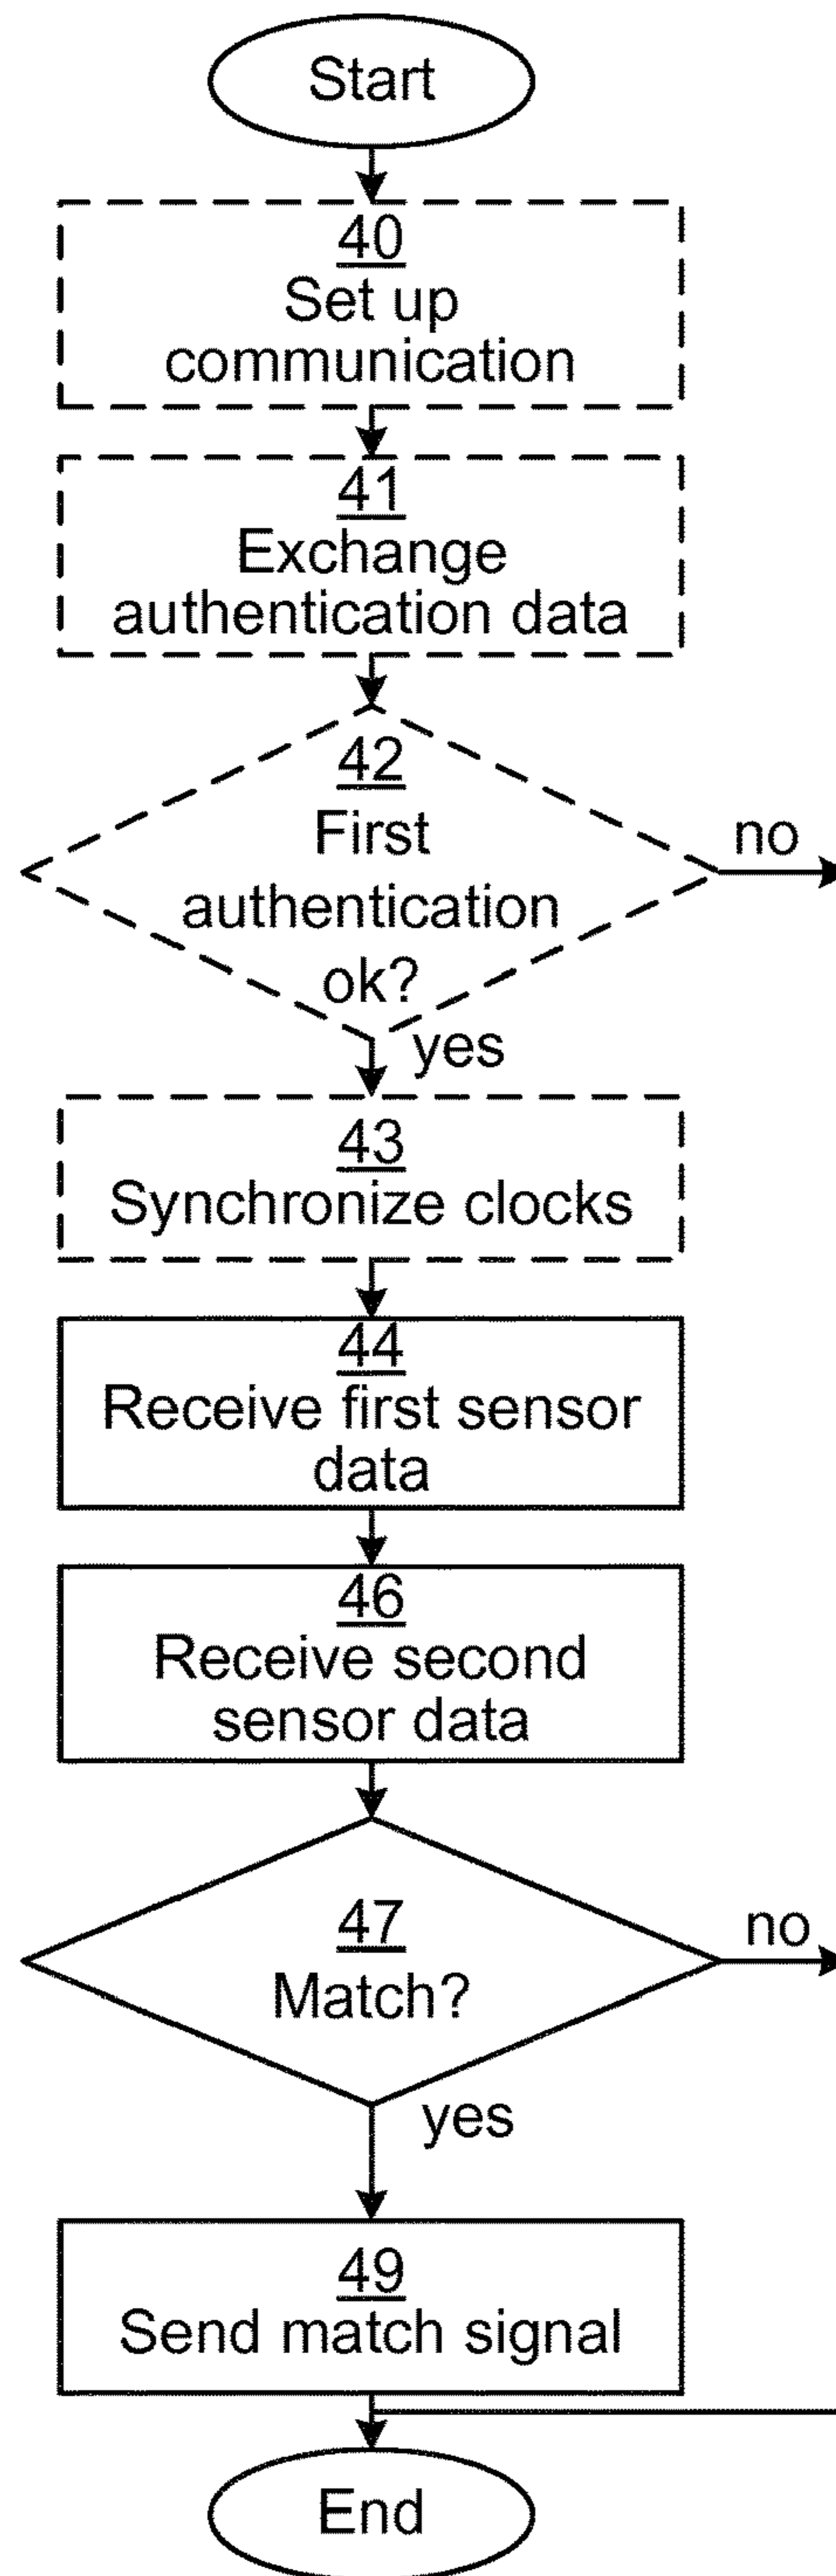 Start
40
Set up
communication
41
Exchange
authentication data
42
First
authentication
ok?
no
yes
43
Synchronize clocks
44
Receive first sensor
data
46
Receive second
sensor data
47
Match?
no
yes
49
Send match signal
End